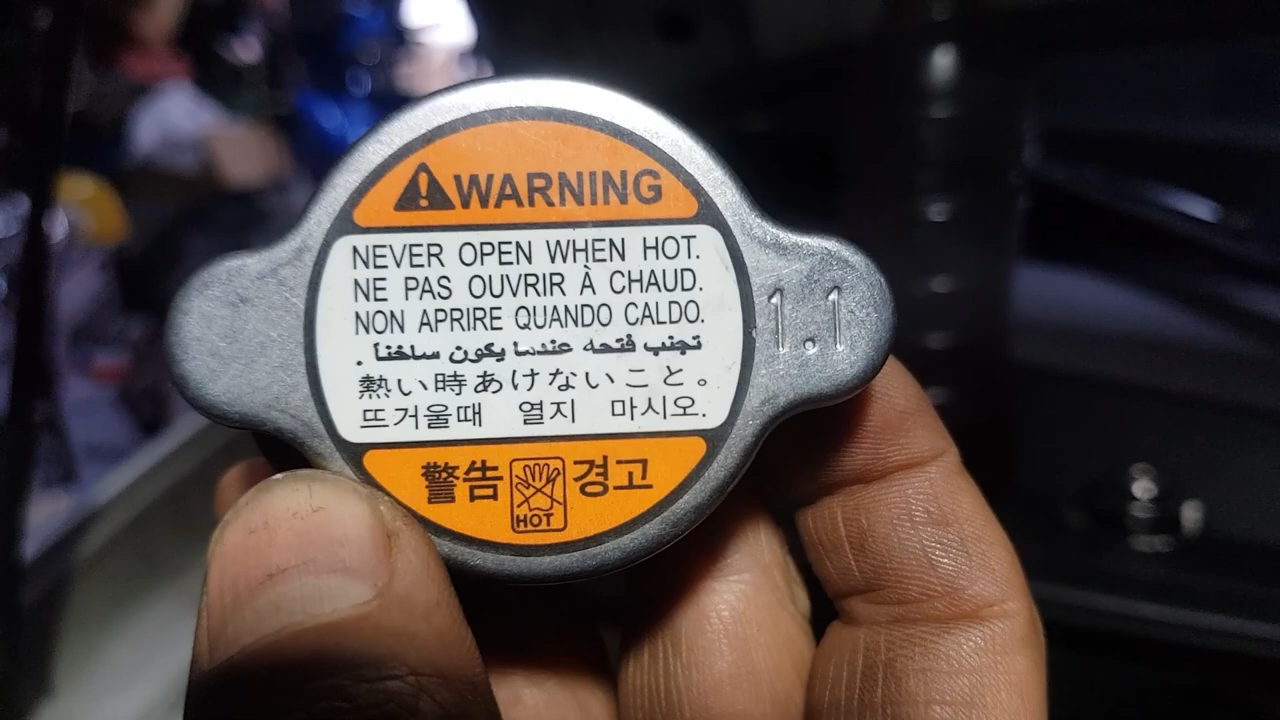 WARNING
NEVER OPEN WHEN HOT.
NE PAS OUVRIR À CHAUD.
NON APRIRE QUANDO CALDO.
تجنب فتحه عندما يكون ساخنا .
熱い時あけないこと。
뜨거울때 열지 마시오.
1.1
警告 경고
HOT